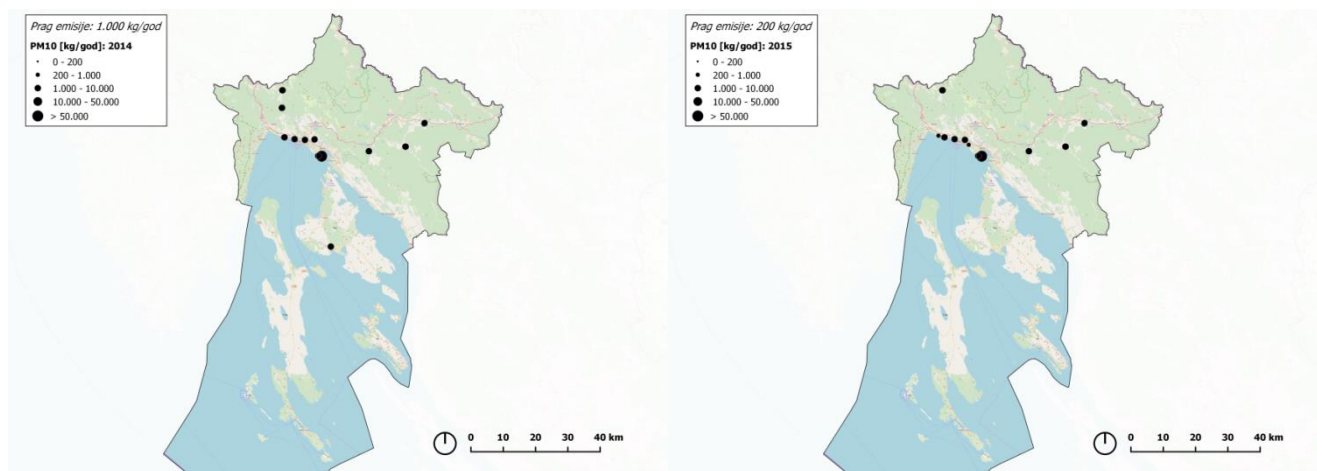 Prag emisije: 1.000 kg/god
PM10 [kg/god]: 2014
0 - 200
200 - 1.000
1.000 - 10.000
10.000 - 50.000
> 50.000
0 10 20 30 40 km
Prag emisije: 200 kg/god
PM10 [kg/god]: 2015
0 - 200
200 - 1.000
1.000 - 10.000
10.000 - 50.000
> 50.000
0 10 20 30 40 km